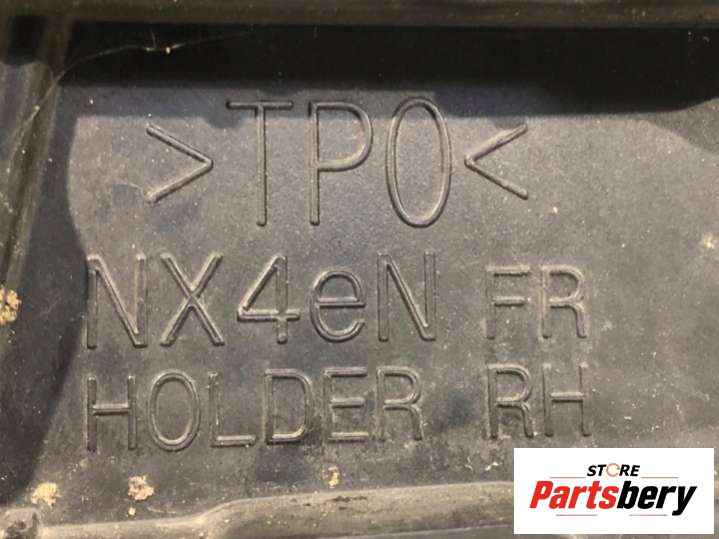 >TPO<
NX4eN FR
HOLDER RH
STORE
Partsbery